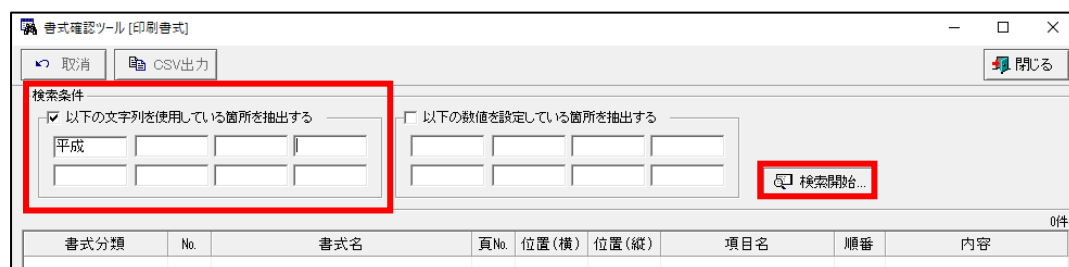 書式確認ツール [印刷書式]
取消 CSV出力 閉じる
検索条件
以下の文字列を使用している箇所を抽出する 以下の数値を設定している箇所を抽出する
平成
検索開始...
0件
書式分類 No. 書式名 頁No. 位置(横) 位置(縦) 項目名 順番 内容